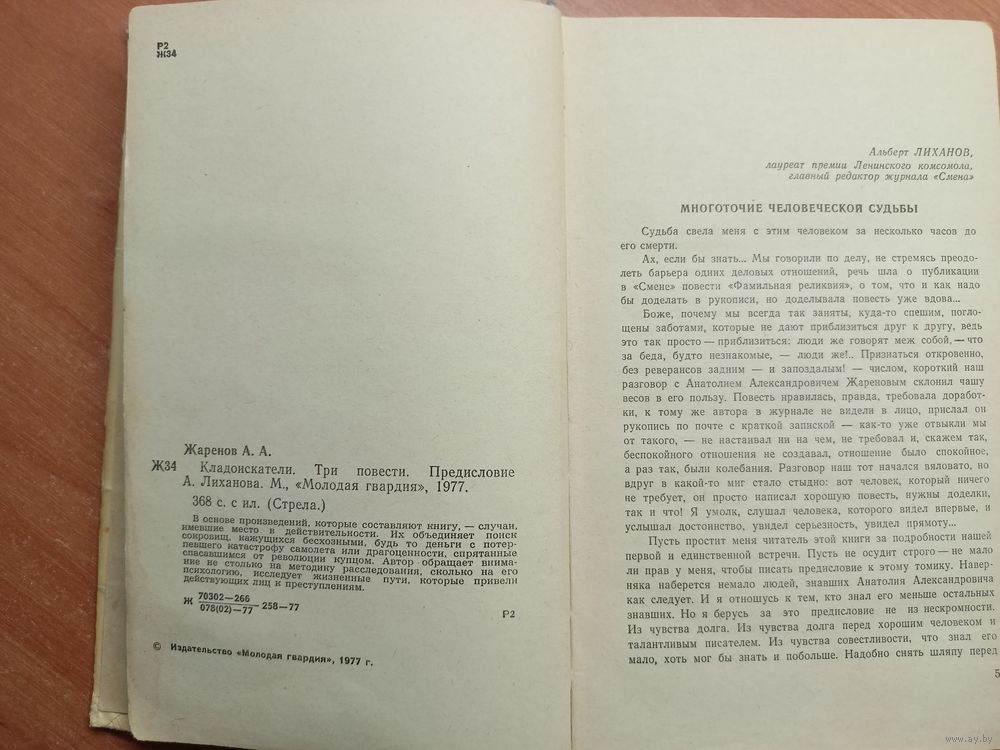 Р2
Ж34
Жаренов А. А.
Ж34 Кладоискатели. Три повести. Предисловие
А. Лиханова. М., «Молодая гвардия», 1977.
368 с. с ил. (Стрела.)
В основе произведений, которые составляют книгу, — случаи,
имевшие место в действительности. Их объединяет поиск
сокровищ, кажущихся бесхозными, будь то деньги с потер-
певшего катастрофу самолета или драгоценности, спрятанные
спасавшимся от революции купцом. Автор обращает внима-
ние не столько на методику расследования, сколько на его
психологию, исследует жизненные пути, которые привели
действующих лиц к преступлениям.
Ж 70302—266
078(02)—77 258—77
Р2
© Издательство «Молодая гвардия», 1977 г.
Альберт ЛИХАНОВ,
лауреат премии Ленинского комсомола,
главный редактор журнала «Смена»
МНОГОТОЧИЕ ЧЕЛОВЕЧЕСКОЙ СУДЬБЫ
Судьба свела меня с этим человеком за несколько часов до
его смерти.
Ах, если бы знать... Мы говорили по делу, не стремясь преодо-
леть барьера одних деловых отношений, речь шла о публикации
в «Смене» повести «Фамильная реликвия», о том, что и как надо
бы доделать в рукописи, но доделывала повесть уже вдова...
Боже, почему мы всегда так заняты, куда-то спешим, погло-
щены заботами, которые не дают приблизиться друг к другу, ведь
это так просто — приблизиться: люди же говорят меж собой, — что
за беда, будто незнакомые, — люди же!.. Признаться откровенно,
без реверансов задним — и запоздалым! — числом, короткий наш
разговор с Анатолием Александровичем Жареновым склонил чашу
весов в его пользу. Повесть нравилась, правда, требовала доработ-
ки, к тому же автора в журнале не видели в лицо, прислал он
рукопись по почте с краткой запиской — как-то уже отвыкли мы
от такого, — не настаивал ни на чем, не требовал и, скажем так,
беспокойного отношения не создавал, отношение было спокойное,
а раз так, были колебания. Разговор наш тот начался вяловато, но
вдруг в какой-то миг стало стыдно: вот человек, который ничего
не требует, он просто написал хорошую повесть, нужны доделки,
так и что! Я умолк, слушал человека, которого видел впервые, и
услышал достоинство, увидел серьезность, увидел прямоту...
Пусть простит меня читатель этой книги за подробности нашей
первой и единственной встречи. Пусть не осудит строго — не мало
ли прав у меня, чтобы писать предисловие к этому томику. Навер-
няка наберется немало людей, знавших Анатолия Александровича
как следует. И я отношусь к тем, кто знал его меньше остальных
знавших. Но я берусь за это предисловие не из нескромности.
Из чувства долга. Из чувства долга перед хорошим человеком и
талантливым писателем. Из чувства совестливости, что знал его
мало, хоть мог бы знать и побольше. Надобно снять шляпу перед
5
www.ay.by